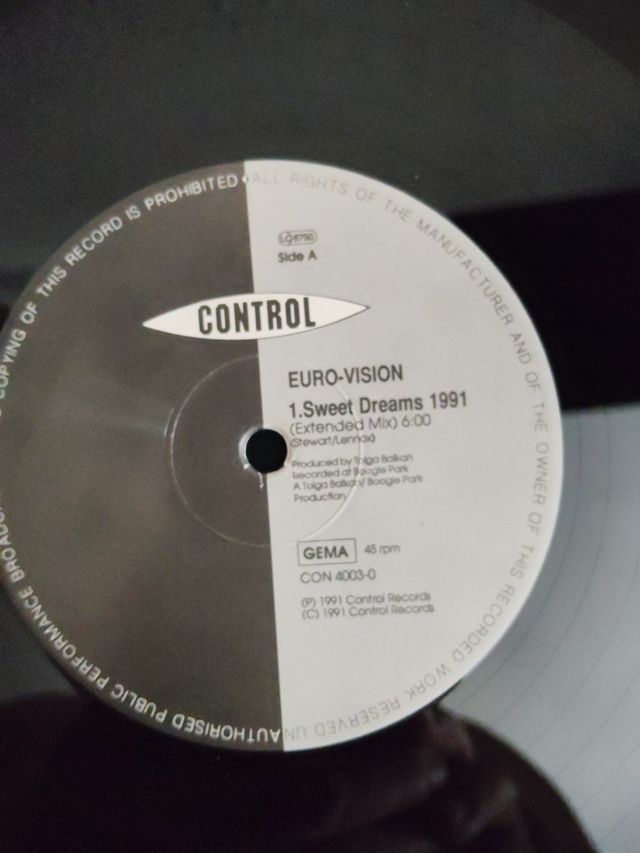 ALL RIGHTS OF THE MANUFACTURER AND OF THE OWNER OF THIS RECORDED WORK RESERVED UNAUTHORISED PUBLIC PERFORMANCE BROADC
COPYING OF THIS RECORD IS PROHIBITED
Side A
CONTROL
EURO-VISION
1.Sweet Dreams 1991
(Extended Mix) 6:00
(Stewart/Lennox)
Produced by Tolga Balkan
Recorded at Boogie Park
A Tolga Balkan/ Boogie Park
Production
GEMA 45 rpm
CON 4003-0
(P) 1991 Control Records
(C) 1991 Control Records